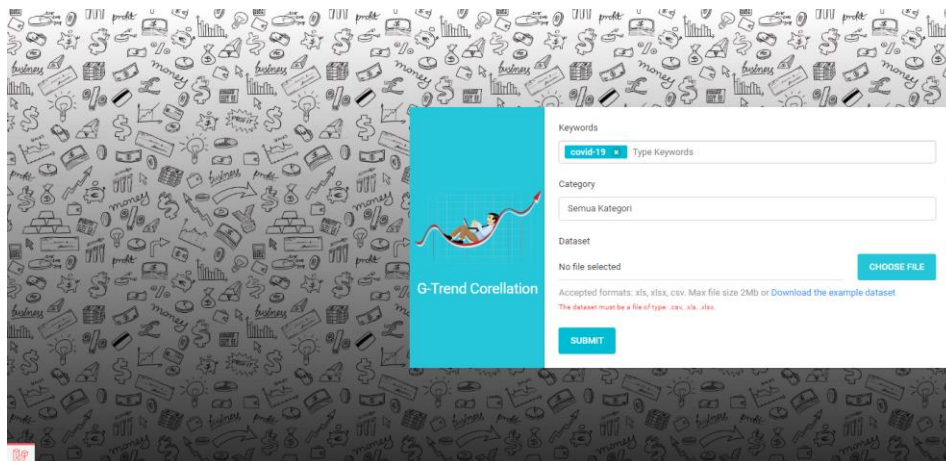 Keywords
covid-19 × Type Keywords
Category
Semua Kategori
Dataset
No file selected
CHOOSE FILE
G-Trend Corellation
Accepted formats: xls, xlsx, csv. Max file size 2Mb or Download the example dataset
The dataset must be a file of type: .csv, .xls, .xlsx.
SUBMIT